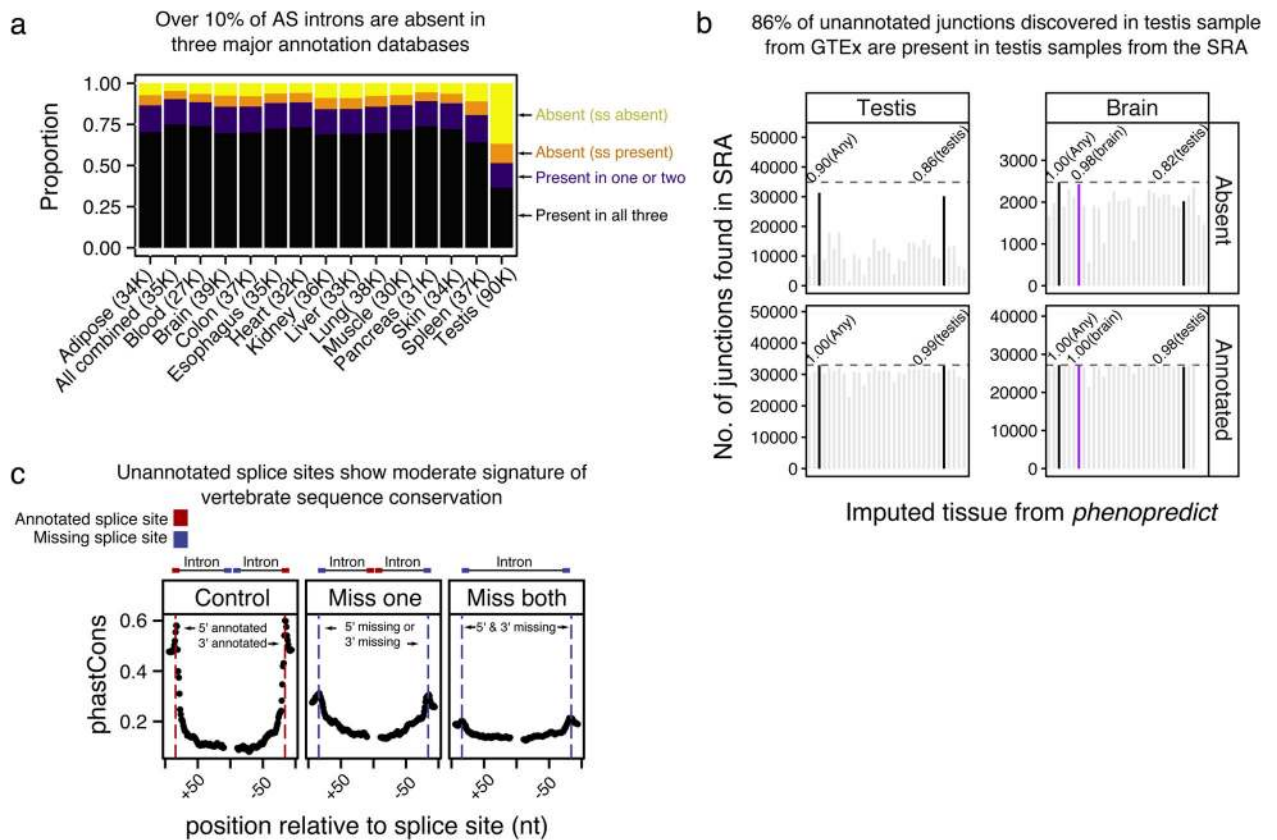 a
Over 10% of AS introns are absent in
three major annotation databases
Proportion
1.00
0.75
0.50
0.25
0.00
Absent (ss absent)
Absent (ss present)
Present in one or two
Present in all three
Adipose (34K)
All combined (35K)
Blood (27K)
Brain (39K)
Colon (37K)
Esophagus (35K)
Heart (32K)
Kidney (36K)
Liver (33K)
Lung (38K)
Muscle (30K)
Pancreas (31K)
Skin (34K)
Spleen (37K)
Testis (90K)
b
86% of unannotated junctions discovered in testis sample
from GTEx are present in testis samples from the SRA
No. of junctions found in SRA
Testis
Brain
50000
40000
30000
20000
10000
0
0.90(Any)
0.86(testis)
3000
2000
1000
0
1.00(Any)
0.98(brain)
0.82(testis)
Absent
50000
40000
30000
20000
10000
0
1.00(Any)
0.99(testis)
40000
30000
20000
10000
0
1.00(Any)
1.00(brain)
0.98(testis)
Annotated
Imputed tissue from phenopredict
c
Unannotated splice sites show moderate signature of
vertebrate sequence conservation
Annotated splice site
Missing splice site
Intron
Intron
Intron
Intron
Intron
Control
Miss one
Miss both
phastCons
0.6
0.4
0.2
5' annotated
3' annotated
5' missing or
3' missing
5' & 3' missing
+50
-50
+50
-50
+50
-50
position relative to splice site (nt)